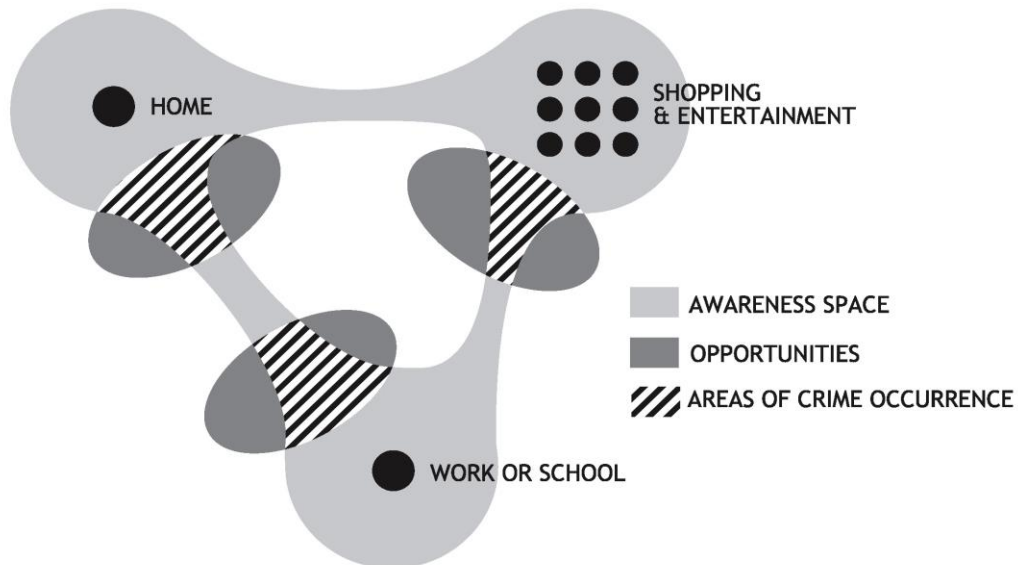 HOME
SHOPPING
& ENTERTAINMENT
AWARENESS SPACE
OPPORTUNITIES
AREAS OF CRIME OCCURRENCE
WORK OR SCHOOL